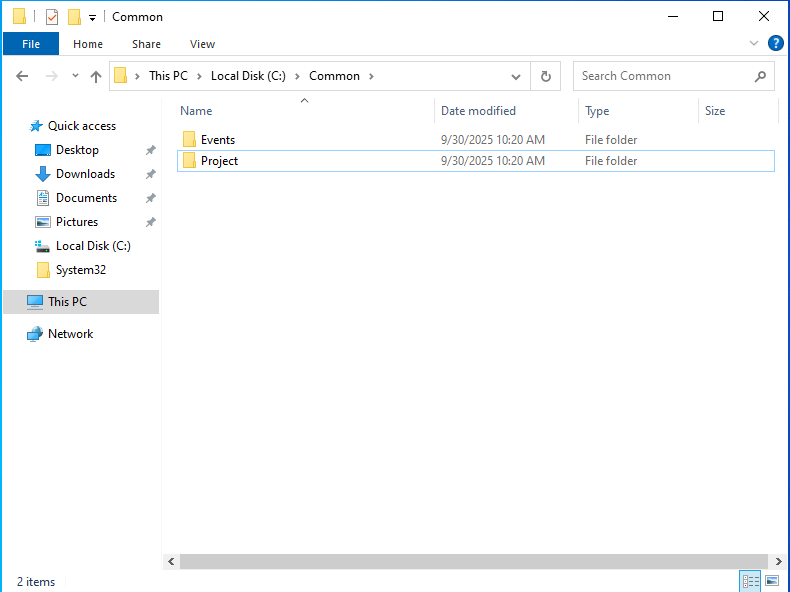 Common
File Home Share View
This PC Local Disk (C:) Common Search Common
Name Date modified Type Size
Quick access
Desktop
Downloads
Documents
Pictures
Local Disk (C:)
System32
This PC
Network
Events 9/30/2025 10:20 AM File folder
Project 9/30/2025 10:20 AM File folder
2 items